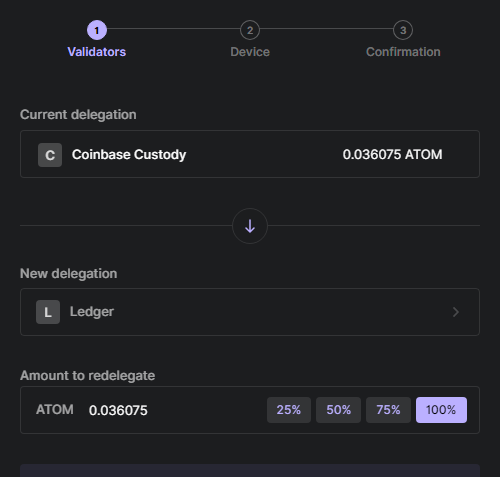 1 2 3
Validators Device Confirmation
Current delegation
C Coinbase Custody 0.036075 ATOM
New delegation
L Ledger
Amount to redelegate
ATOM 0.036075 25% 50% 75% 100%